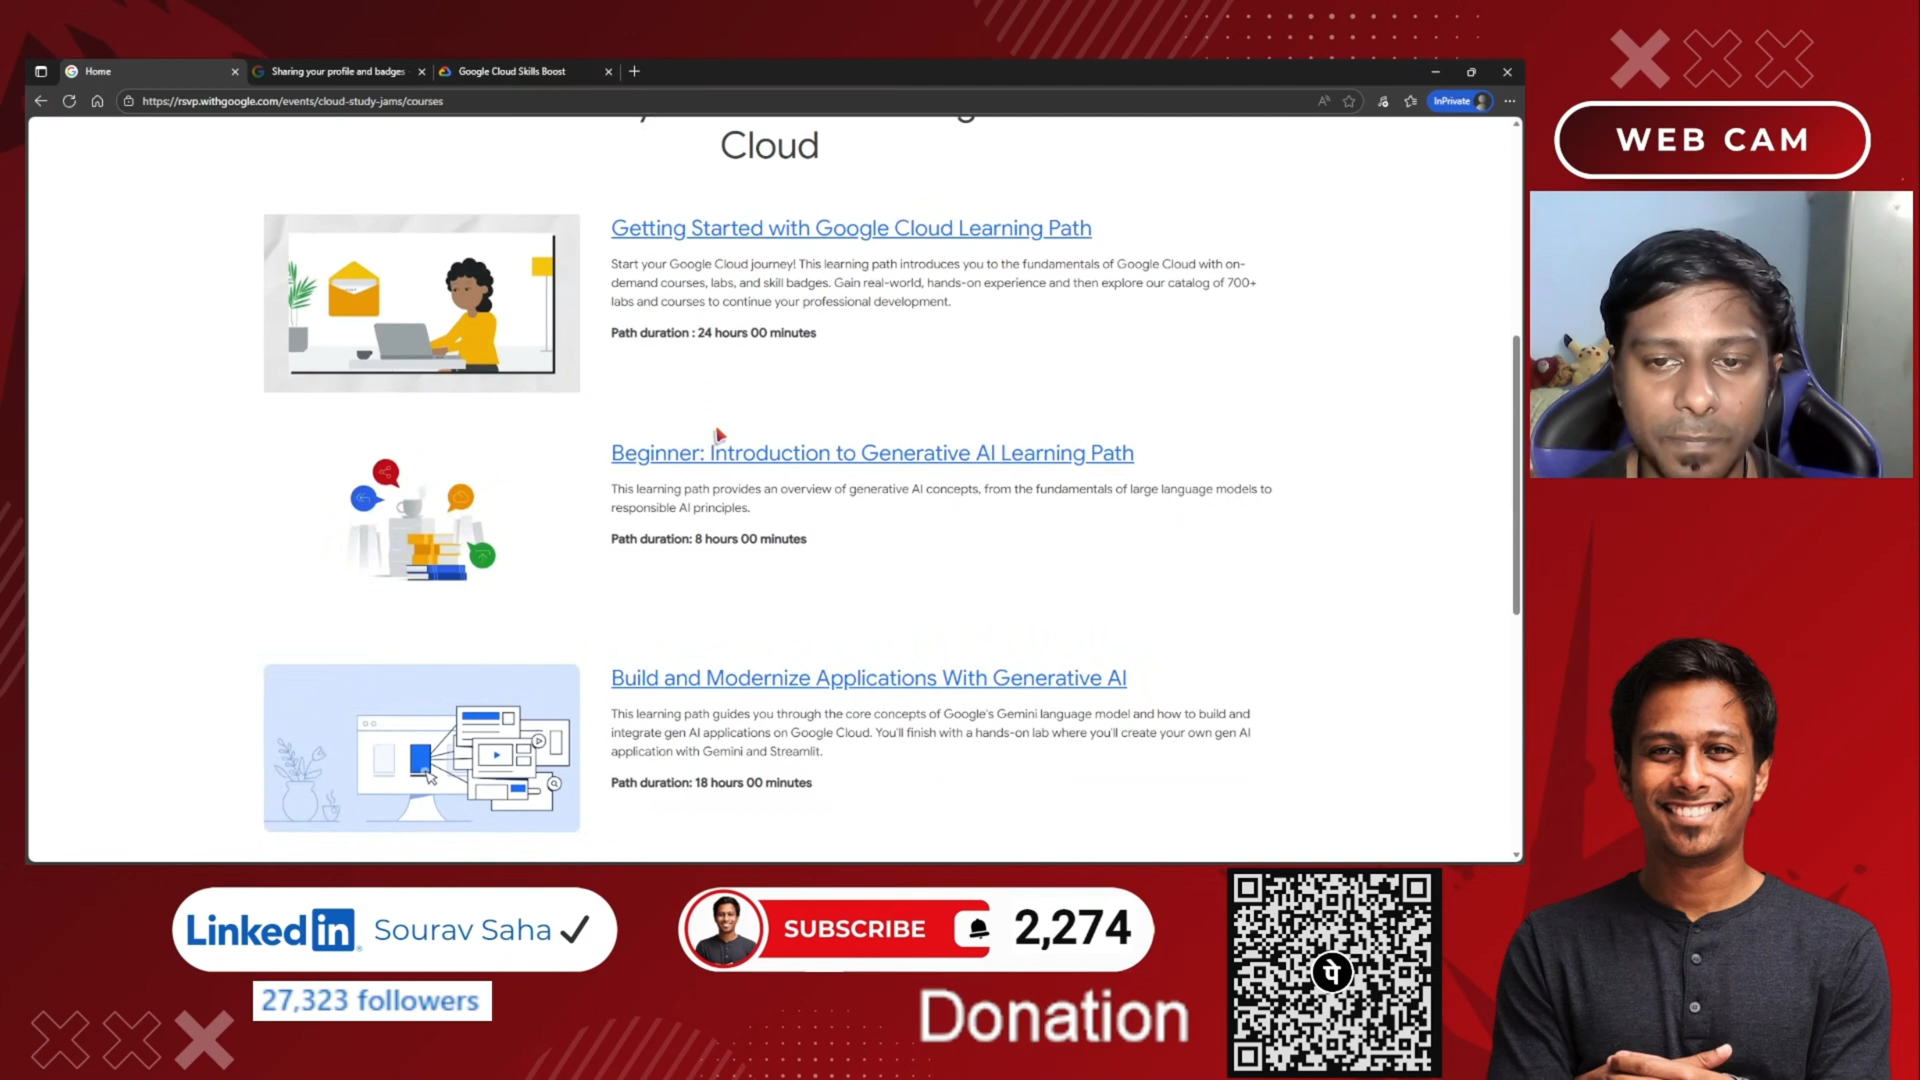 Home
Sharing your profile and badges
Google Cloud Skills Boost
https://rsvp.withgoogle.com/events/cloud-study-jams/courses
InPrivate
WEB CAM
Cloud
Getting Started with Google Cloud Learning Path
Start your Google Cloud journey! This learning path introduces you to the fundamentals of Google Cloud with on-
demand courses, labs, and skill badges. Gain real-world, hands-on experience and then explore our catalog of 700+
labs and courses to continue your professional development.
Path duration : 24 hours 00 minutes
Beginner: Introduction to Generative AI Learning Path
This learning path provides an overview of generative AI concepts, from the fundamentals of large language models to
responsible AI principles.
Path duration: 8 hours 00 minutes
Build and Modernize Applications With Generative AI
This learning path guides you through the core concepts of Google's Gemini language model and how to build and
integrate gen AI applications on Google Cloud. You'll finish with a hands-on lab where you'll create your own gen AI
application with Gemini and Streamlit.
Path duration: 18 hours 00 minutes
Linkedin Sourav Saha
27,323 followers
SUBSCRIBE 2,274
Donation
पे